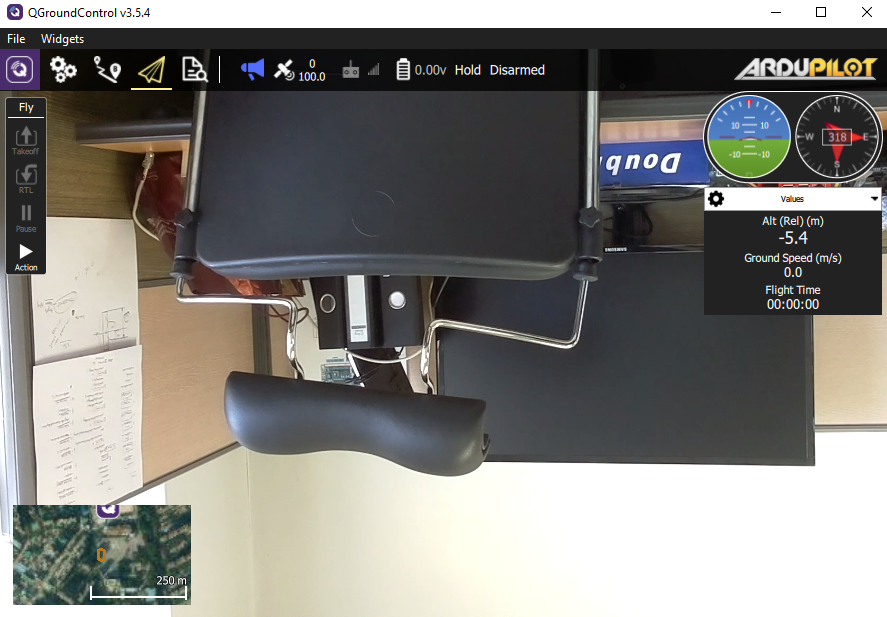 QGroundControl v3.5.4
File Widgets
0
100.0
0.00v Hold Disarmed
ARDUPILOT
Fly
Takeoff
RTL
Pause
Action
10 10
-10 -10
N
W 318 E
S
Values
Alt (Rel) (m)
-5.4
Ground Speed (m/s)
0.0
Flight Time
00:00:00
Doub
SAMSUNG
250 m